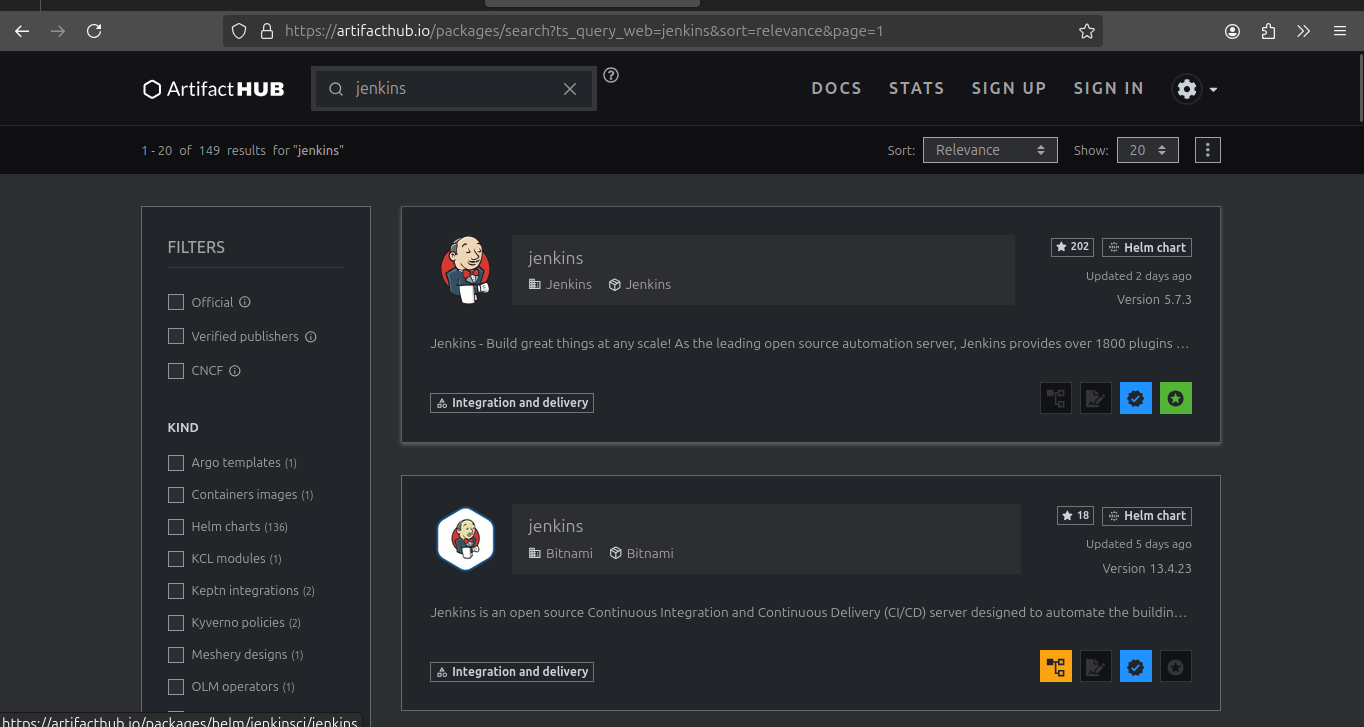 https://artifacthub.io/packages/search?ts_query_web=jenkins&sort=relevance&page=1
Artifact HUB
jenkins
DOCS STATS SIGN UP SIGN IN
1 - 20 of 149 results for "jenkins"
Sort: Relevance Show: 20
FILTERS
Official
Verified publishers
CNCF
KIND
Argo templates (1)
Containers images (1)
Helm charts (136)
KCL modules (1)
Keptn integrations (2)
Kyverno policies (2)
Meshery designs (1)
OLM operators (1)
jenkins
Jenkins Jenkins
202 Helm chart
Updated 2 days ago
Version 5.7.3
Jenkins - Build great things at any scale! As the leading open source automation server, Jenkins provides over 1800 plugins …
Integration and delivery
jenkins
Bitnami Bitnami
18 Helm chart
Updated 5 days ago
Version 13.4.23
Jenkins is an open source Continuous Integration and Continuous Delivery (CI/CD) server designed to automate the buildin…
Integration and delivery
https://artifacthub.io/packages/helm/jenkinsci/jenkins